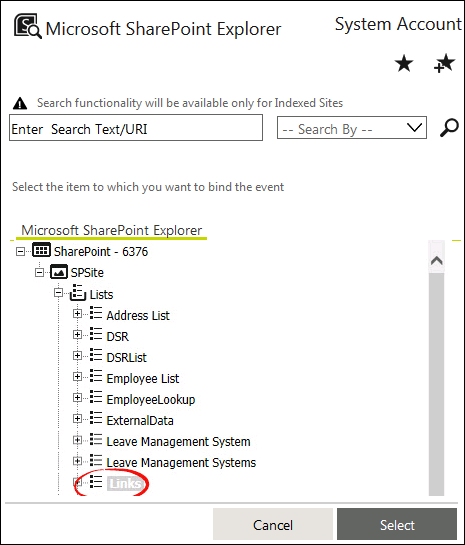 Microsoft SharePoint Explorer
System Account
Search functionality will be available only for Indexed Sites
Enter Search Text/URI
-- Search By --
Select the item to which you want to bind the event
Microsoft SharePoint Explorer
SharePoint - 6376
SPSite
Lists
Address List
DSR
DSRList
Employee List
EmployeeLookup
ExternalData
Leave Management System
Leave Management Systems
Links
Cancel
Select